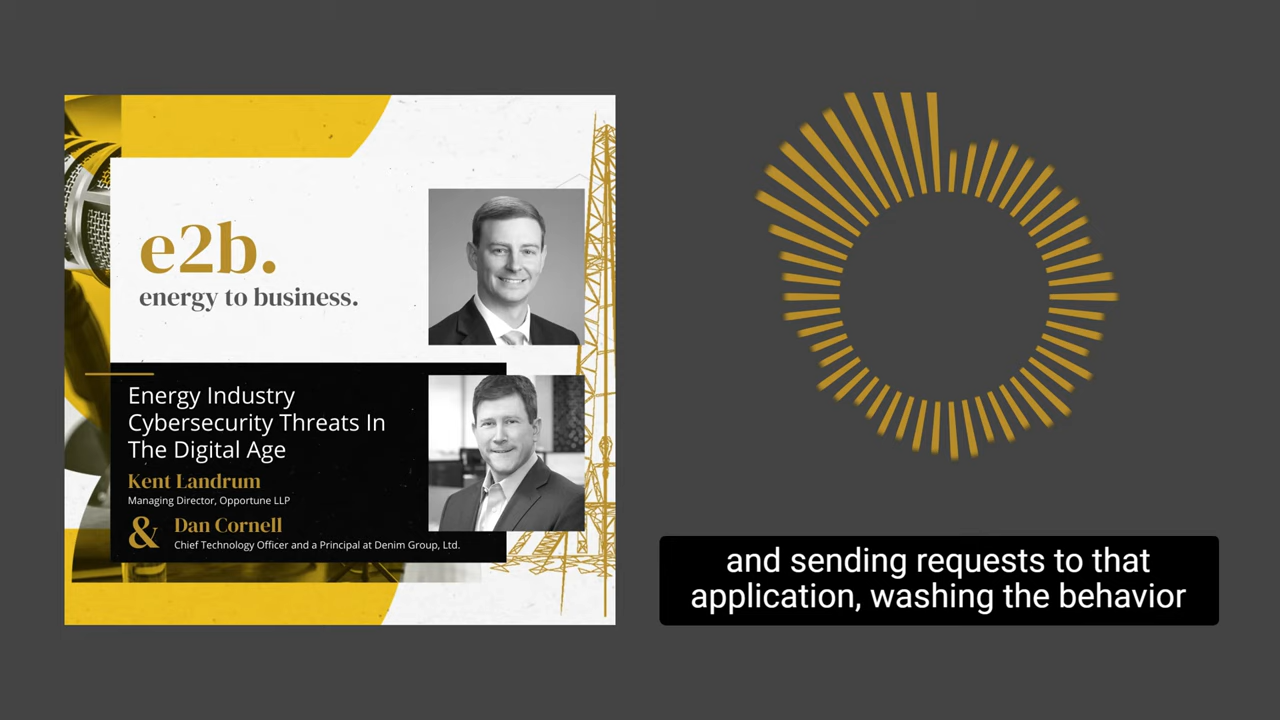 e2b.
energy to business.
Energy Industry
Cybersecurity Threats In
The Digital Age
Kent Landrum
Managing Director, Opportune LLP
& Dan Cornell
Chief Technology Officer and a Principal at Denim Group, Ltd.
and sending requests to that
application, washing the behavior